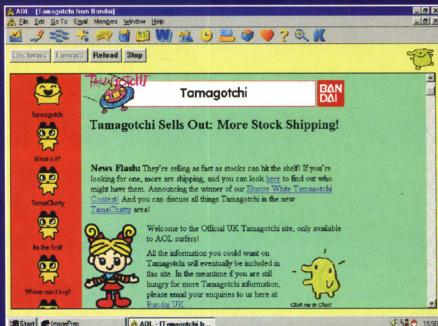 AOL - [Tamagotchi from Bandai]
File Edit Go To Email Members Window Help
Backward Forward Reload Stop
TAMAGOTCHI
Tamagotchi
BAN
DAI
Tamagotchi Sells Out: More Stock Shipping!
Tamagotchi
What is it?
TamaChatty
Be the First!
Where can I buy?
News Flash: They're selling as fast as stocks can hit the shelf! If you're
looking for one, more are shipping, and you can look here to find out who
might have them. Announcing the winner of our Elusive White Tamagotchi
Contest! And you can discuss all things Tamagotchi in the new
TamaChatty area!
Welcome to the Official UK Tamagotchi site, only available
to AOL surfers!
All the information you could want on
Tamagotchi will eventually be included in
this site. In the meantime if you are still
hungry for more Tamagotchi information,
please email your enquiries to us here at
Bandai UK
Click me to Chat!
Start ImagePrep AOL - [Tamagotchi fr... 15:52